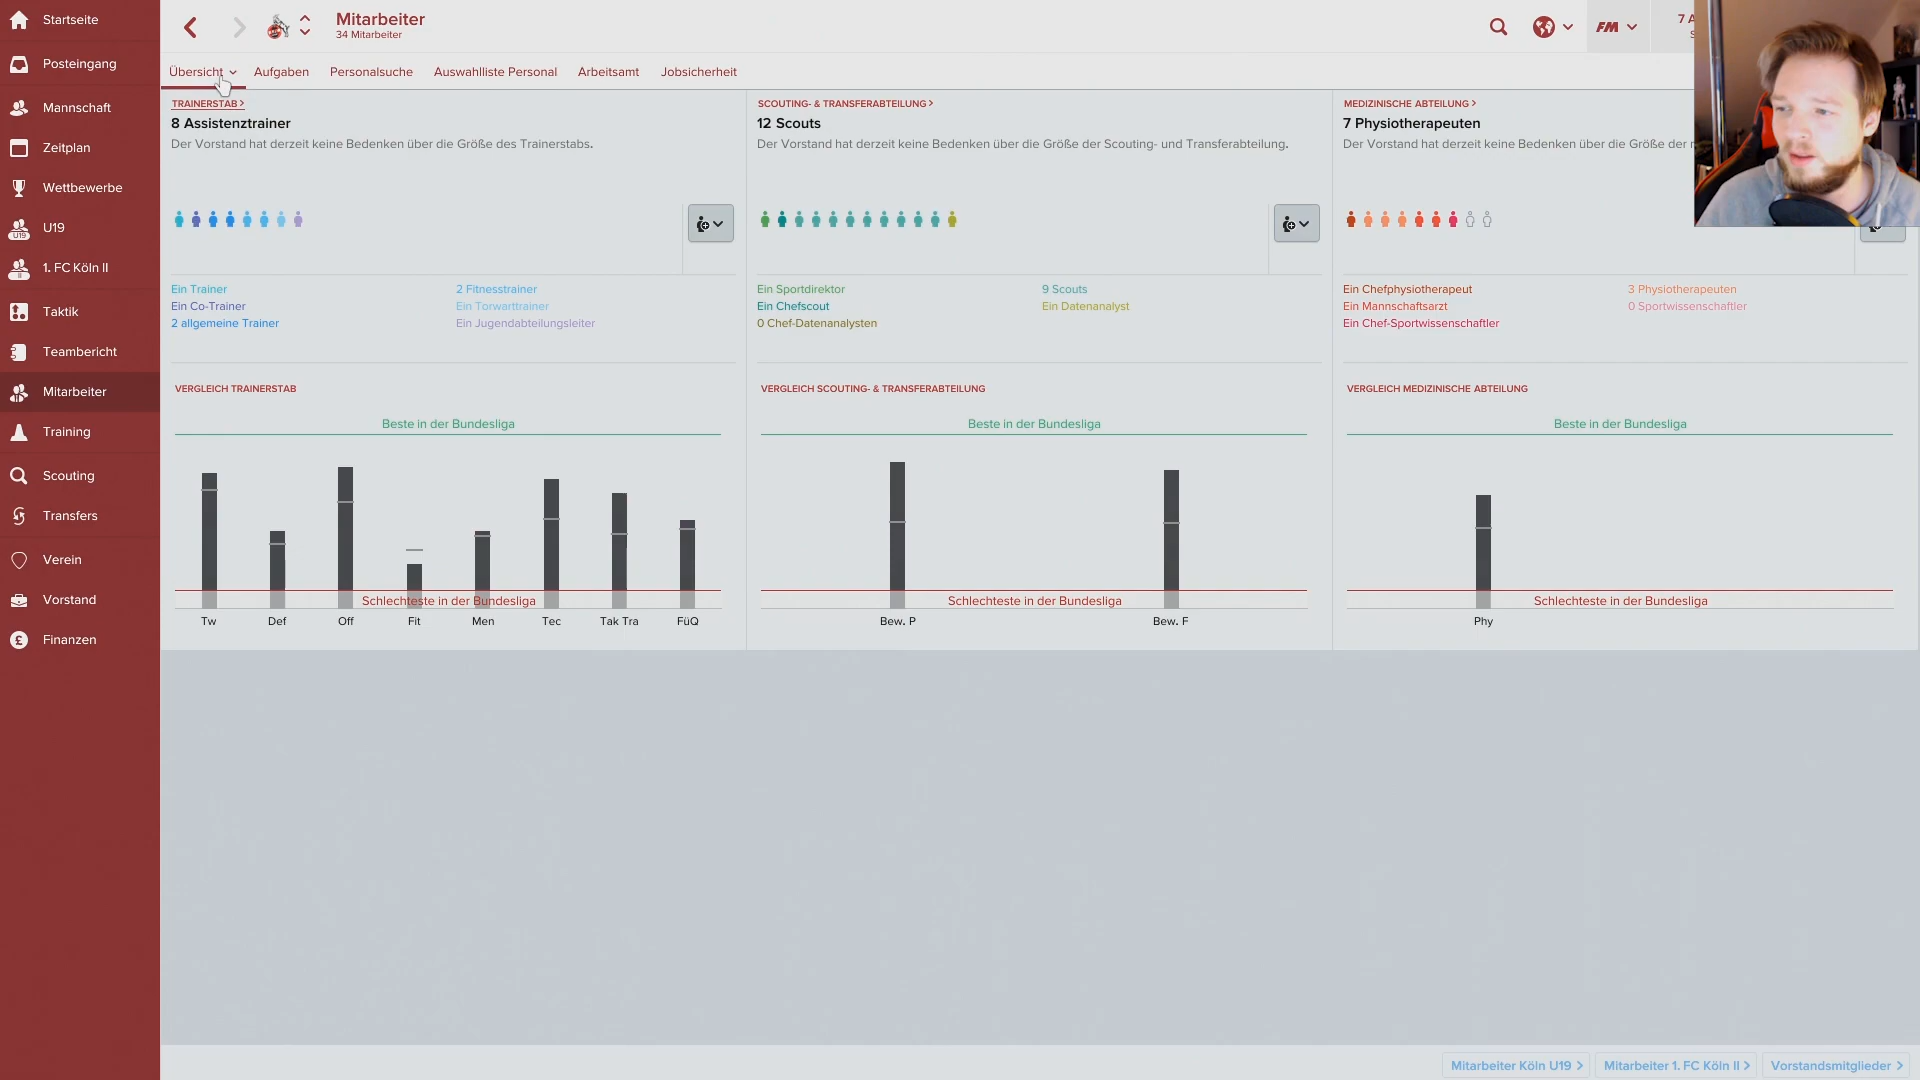 Startseite
Posteingang
Mannschaft
Zeitplan
Wettbewerbe
U19
1. FC Köln II
Taktik
Teambericht
Mitarbeiter
Training
Scouting
Transfers
Verein
Vorstand
Finanzen
Mitarbeiter
34 Mitarbeiter
FM
7 A
Übersicht
Aufgaben
Personalsuche
Auswahlliste Personal
Arbeitsamt
Jobsicherheit
TRAINERSTAB >
8 Assistenztrainer
Der Vorstand hat derzeit keine Bedenken über die Größe des Trainerstabs.
Ein Trainer
Ein Co-Trainer
2 allgemeine Trainer
2 Fitnesstrainer
Ein Torwarttrainer
Ein Jugendabteilungsleiter
VERGLEICH TRAINERSTAB
Beste in der Bundesliga
Schlechteste in der Bundesliga
Tw Def Off Fit Men Tec Tak Tra FüQ
SCOUTING- & TRANSFERABTEILUNG >
12 Scouts
Der Vorstand hat derzeit keine Bedenken über die Größe der Scouting- und Transferabteilung.
Ein Sportdirektor
Ein Chefscout
0 Chef-Datenanalysten
9 Scouts
Ein Datenanalyst
VERGLEICH SCOUTING- & TRANSFERABTEILUNG
Beste in der Bundesliga
Schlechteste in der Bundesliga
Bew. P Bew. F
MEDIZINISCHE ABTEILUNG >
7 Physiotherapeuten
Der Vorstand hat derzeit keine Bedenken über die Größe der
Ein Chefphysiotherapeut
Ein Mannschaftsarzt
Ein Chef-Sportwissenschaftler
3 Physiotherapeuten
0 Sportwissenschaftler
VERGLEICH MEDIZINISCHE ABTEILUNG
Beste in der Bundesliga
Schlechteste in der Bundesliga
Phy
Mitarbeiter Köln U19 >
Mitarbeiter 1. FC Köln II >
Vorstandsmitglieder >